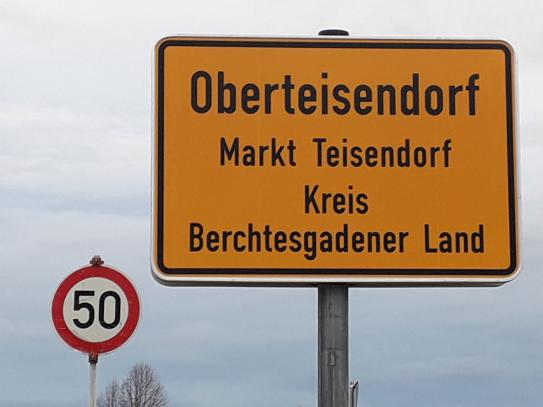 Oberteisendorf
Markt Teisendorf
Kreis
Berchtesgadener Land
50